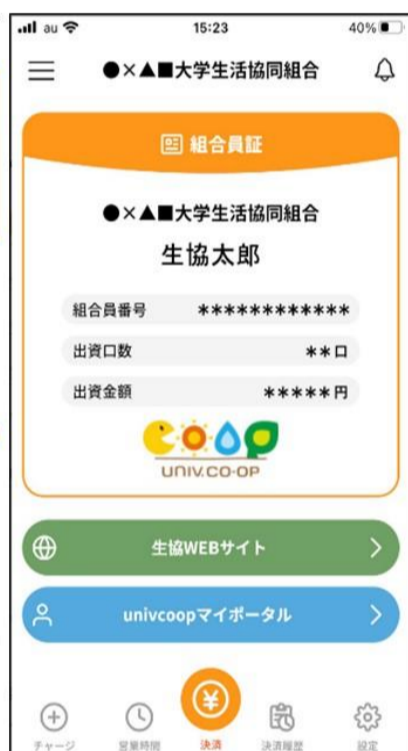 au 15:23 40%
●×▲■大学生活協同組合
組合員証
●×▲■大学生活協同組合
生協太郎
組合員番号 ************
出資口数 **口
出資金額 *****円
UNIV.CO-OP
生協WEBサイト
univcoopマイポータル
¥
チャージ 営業時間 決済 決済履歴 設定